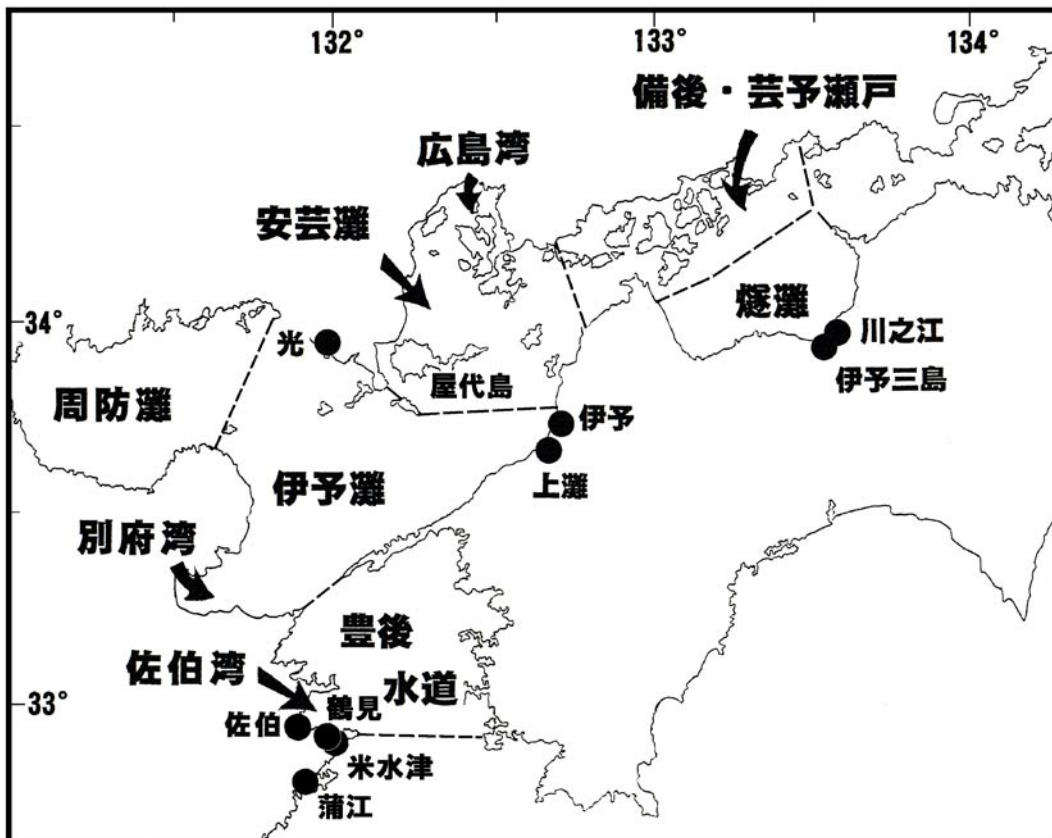 132°
133°
134°
備後・芸予瀬戸
広島湾
安芸灘
34°
光
燧灘
川之江
伊予三島
周防灘
屋代島
伊予
伊予灘
上灘
別府湾
豊後
水道
佐伯湾
33°
鶴見
佐伯
米水津
蒲江